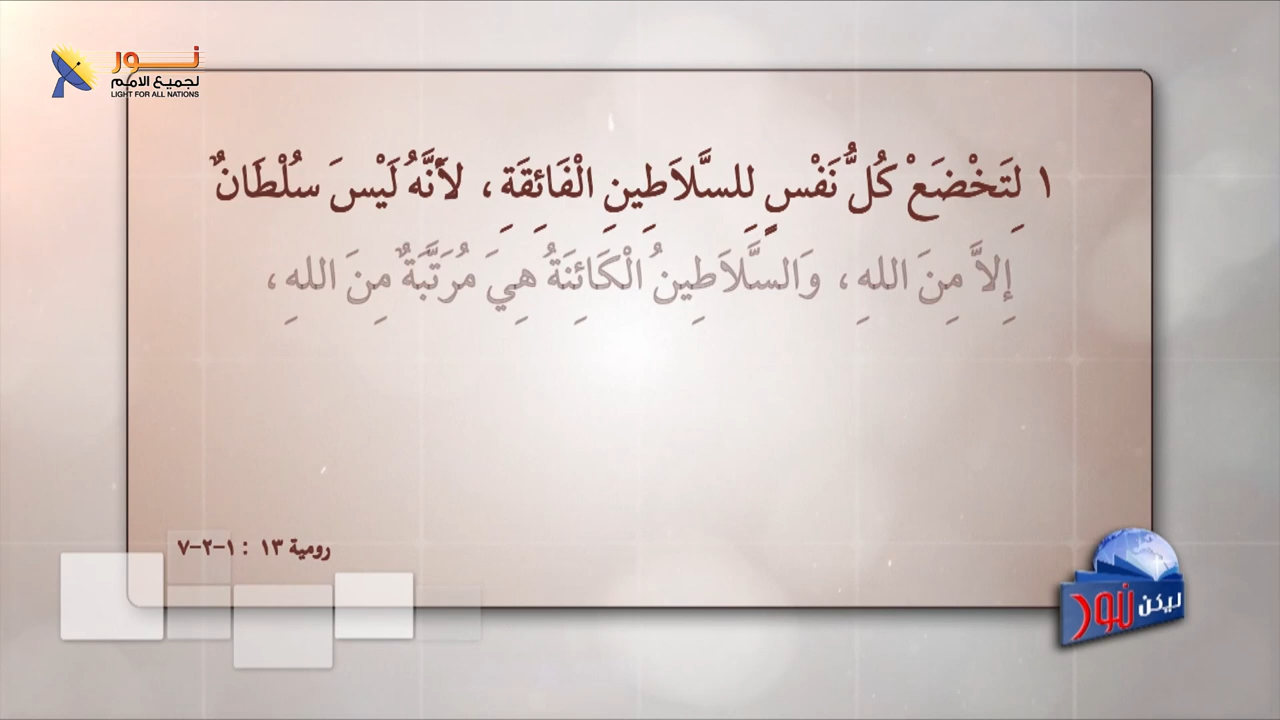 نور
لجميع الامم
LIGHT FOR ALL NATIONS
١ لِتَخْضَعْ كُلُّ نَفْسٍ لِلسَّلاَطِينِ الْفَائِقَةِ، لأَنَّهُ لَيْسَ سُلْطَانٌ
إِلاَّ مِنَ اللهِ، وَالسَّلاَطِينُ الْكَائِنَةُ هِيَ مُرَتَّبَةٌ مِنَ اللهِ،
رومية ١٣ : ١-٢-٧
ليكن نور